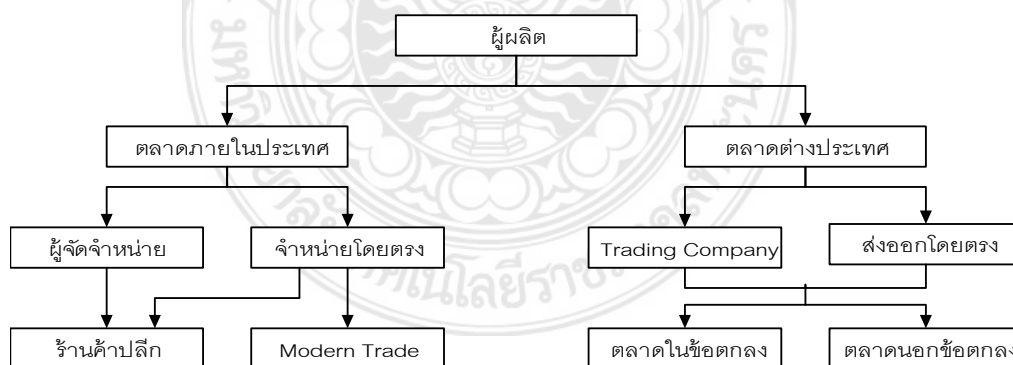 ผู้ผลิต
ตลาดภายในประเทศ
ตลาดต่างประเทศ
ผู้จัดจำหน่าย
จำหน่ายโดยตรง
Trading Company
ส่งออกโดยตรง
ร้านค้าปลีก
Modern Trade
ตลาดในข้อตกลง
ตลาดนอกข้อตกลง